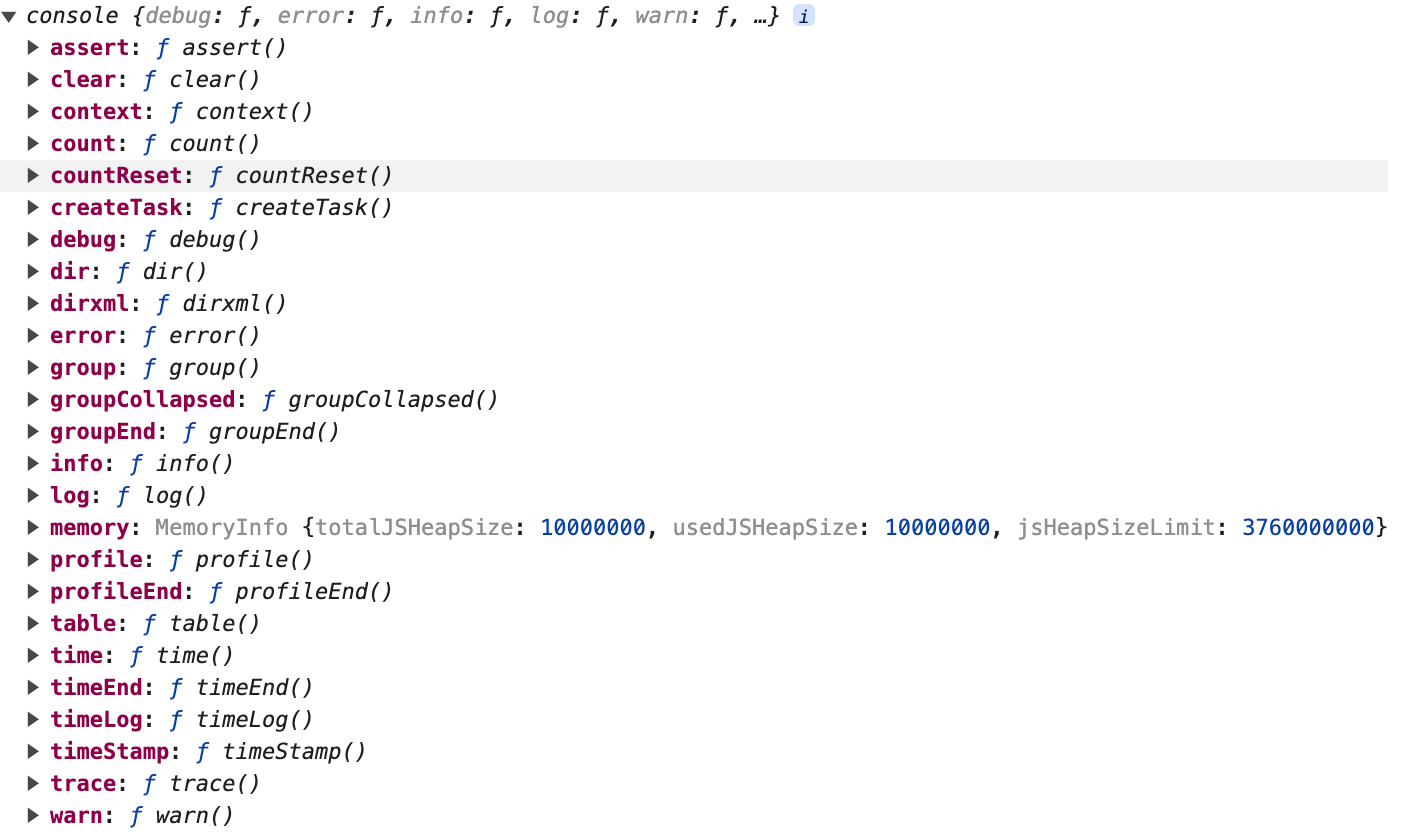 console {debug: ƒ, error: ƒ, info: ƒ, log: ƒ, warn: ƒ, …} i
assert: ƒ assert()
clear: ƒ clear()
context: ƒ context()
count: ƒ count()
countReset: ƒ countReset()
createTask: ƒ createTask()
debug: ƒ debug()
dir: ƒ dir()
dirxml: ƒ dirxml()
error: ƒ error()
group: ƒ group()
groupCollapsed: ƒ groupCollapsed()
groupEnd: ƒ groupEnd()
info: ƒ info()
log: ƒ log()
memory: MemoryInfo {totalJSHeapSize: 10000000, usedJSHeapSize: 10000000, jsHeapSizeLimit: 3760000000}
profile: ƒ profile()
profileEnd: ƒ profileEnd()
table: ƒ table()
time: ƒ time()
timeEnd: ƒ timeEnd()
timeLog: ƒ timeLog()
timeStamp: ƒ timeStamp()
trace: ƒ trace()
warn: ƒ warn()